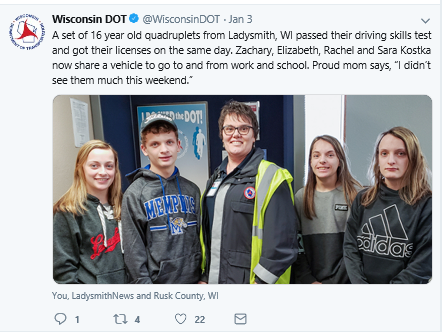 Wisconsin DOT @WisconsinDOT · Jan 3
A set of 16 year old quadruplets from Ladysmith, WI passed their driving skills test
and got their licenses on the same day. Zachary, Elizabeth, Rachel and Sara Kostka
now share a vehicle to go to and from work and school. Proud mom says, “I didn’t
see them much this weekend.”
DOT!
MEMPHIS
PINK
adidas
You, LadysmithNews and Rusk County, WI
1 4 22